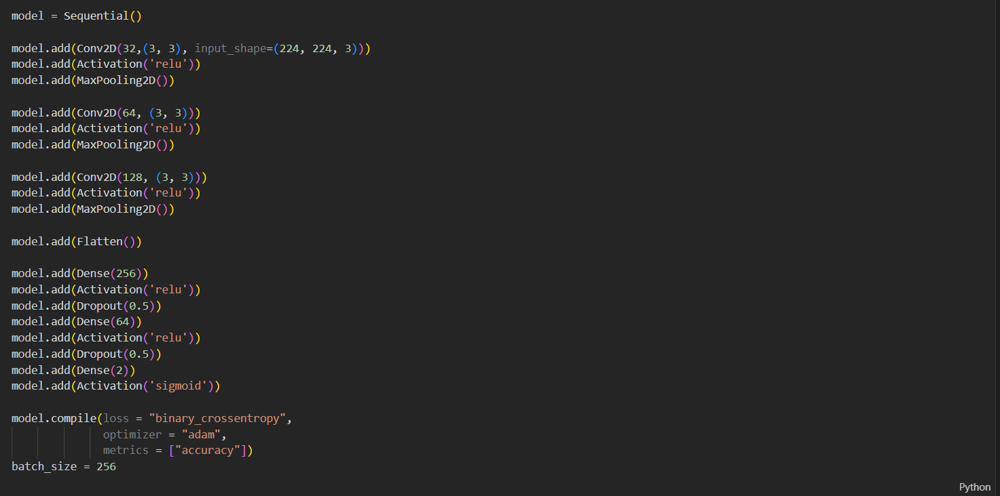 model = Sequential()
model.add(Conv2D(32,(3, 3), input_shape=(224, 224, 3)))
model.add(Activation('relu'))
model.add(MaxPooling2D())
model.add(Conv2D(64, (3, 3)))
model.add(Activation('relu'))
model.add(MaxPooling2D())
model.add(Conv2D(128, (3, 3)))
model.add(Activation('relu'))
model.add(MaxPooling2D())
model.add(Flatten())
model.add(Dense(256))
model.add(Activation('relu'))
model.add(Dropout(0.5))
model.add(Dense(64))
model.add(Activation('relu'))
model.add(Dropout(0.5))
model.add(Dense(2))
model.add(Activation('sigmoid'))
model.compile(loss = "binary_crossentropy",
              optimizer = "adam",
              metrics = ["accuracy"])
batch_size = 256
Python